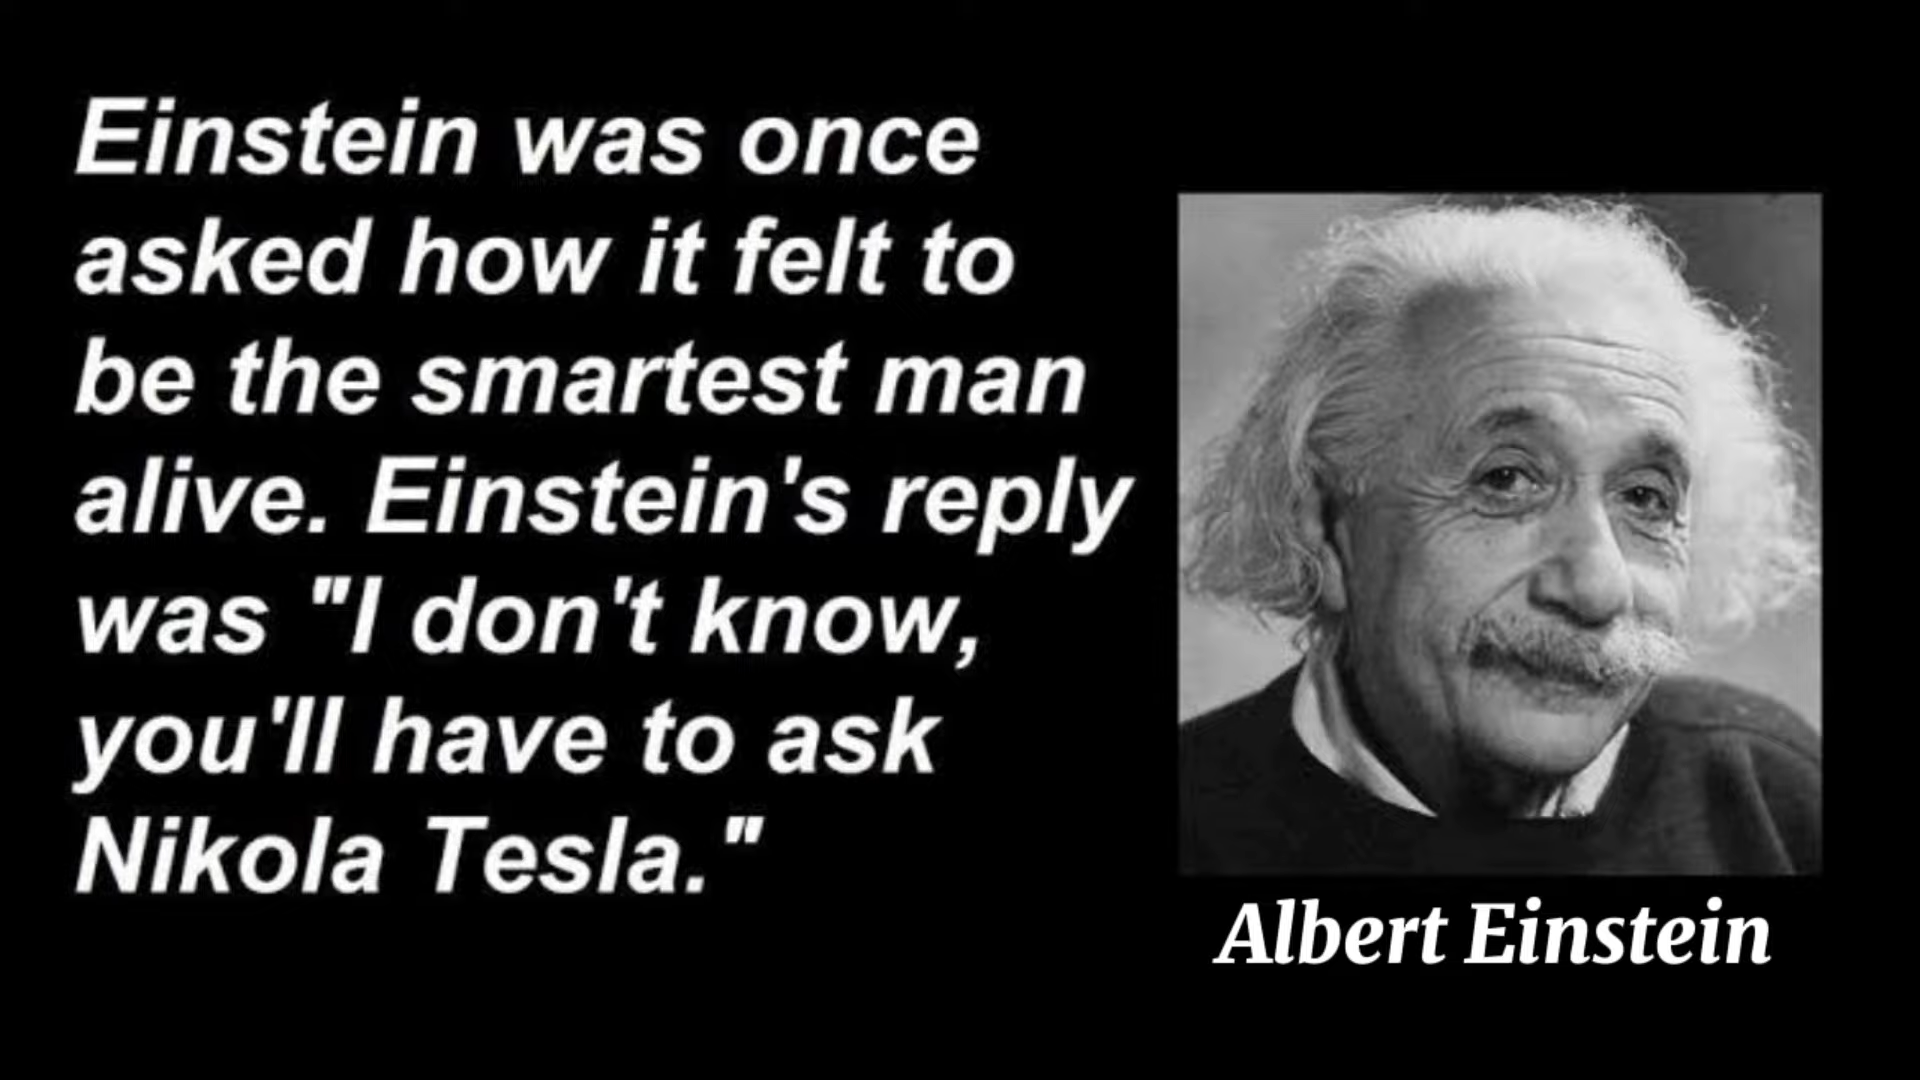 Einstein was once
asked how it felt to
be the smartest man
alive. Einstein's reply
was "I don't know,
you'll have to ask
Nikola Tesla."
Albert Einstein